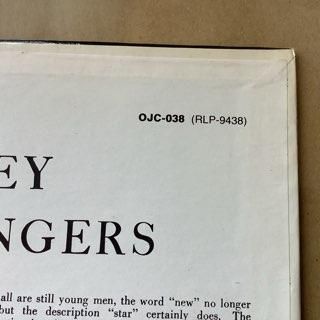 OJC-038 (RLP-9438)
EY
NGERS
all are still young men, the word “new” no longer
but the description “star” certainly does. The